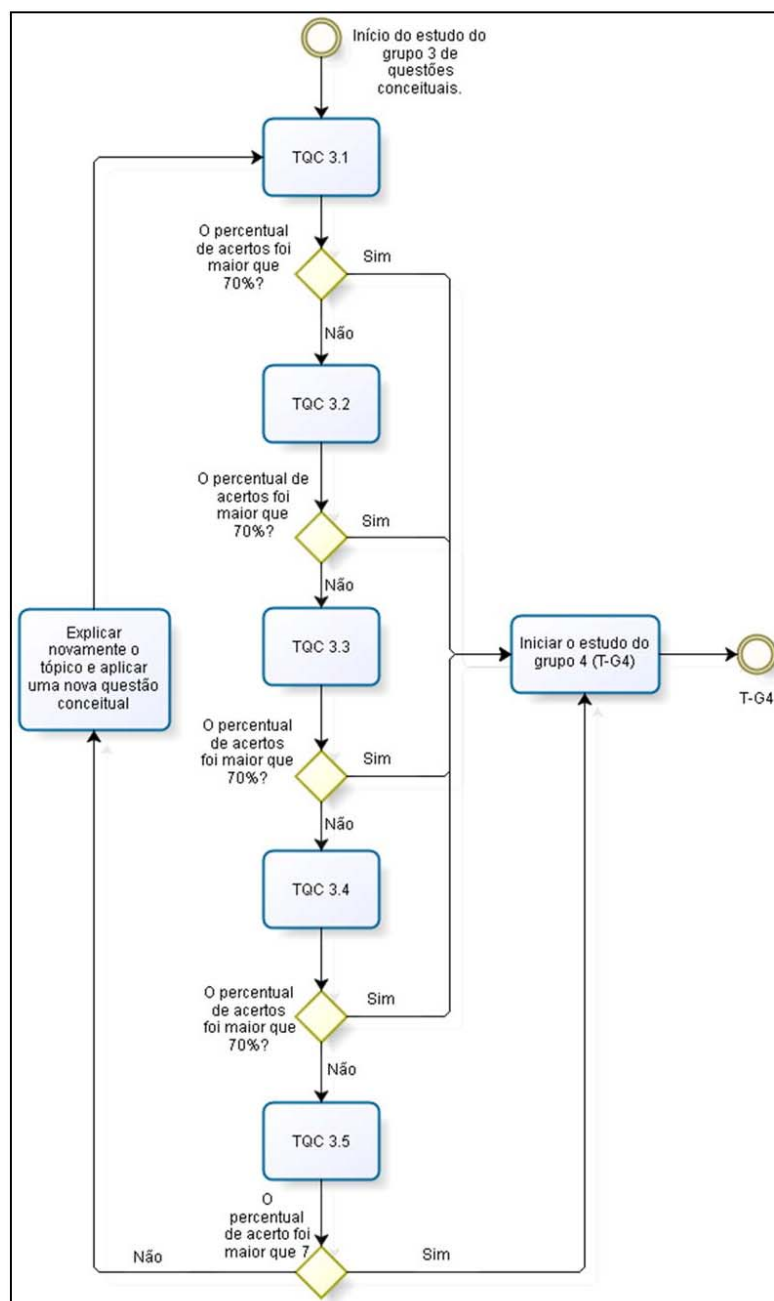 Início do estudo do
grupo 3 de
questões
conceituais.
TQC 3.1
O percentual
de acertos foi
maior que
70%?
Sim
Não
TQC 3.2
O percentual de
acertos foi
maior que
70%?
Sim
Não
TQC 3.3
Explicar
novamente o
tópico e aplicar
uma nova questão
conceitual
Iniciar o estudo do
grupo 4 (T-G4)
T-G4
O percentual
de acertos
foi maior que
70%?
Sim
Não
TQC 3.4
O percentual
de acertos
foi maior que
70%?
Sim
Não
TQC 3.5
O
percentual
de acerto foi
maior que 7
Não
Sim